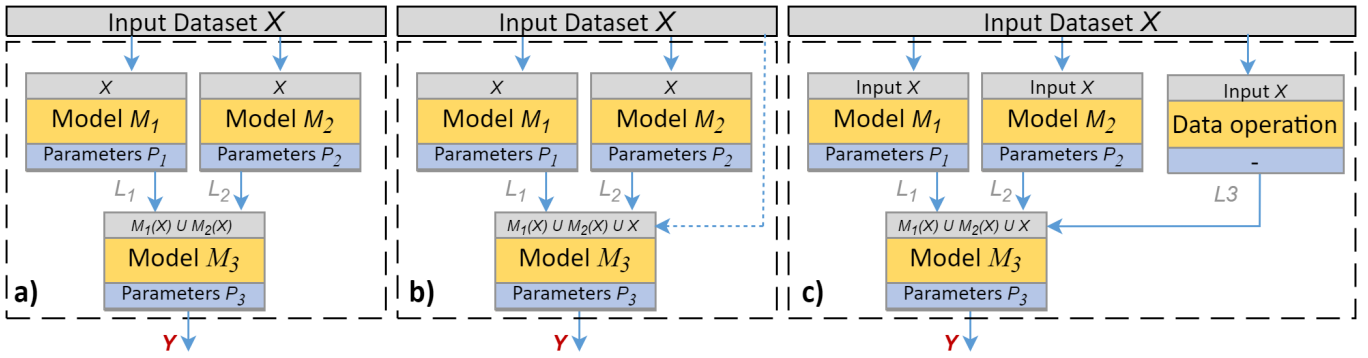 Input Dataset X
X
Model M1
Parameters P1
X
Model M2
Parameters P2
L1
L2
M1(X) U M2(X)
Model M3
Parameters P3
a)
Y
Input Dataset X
X
Model M1
Parameters P1
X
Model M2
Parameters P2
L1
L2
M1(X) U M2(X) U X
Model M3
Parameters P3
b)
Y
Input Dataset X
Input X
Model M1
Parameters P1
Input X
Model M2
Parameters P2
Input X
Data operation
-
L1
L2
L3
M1(X) U M2(X) U X
Model M3
Parameters P3
c)
Y